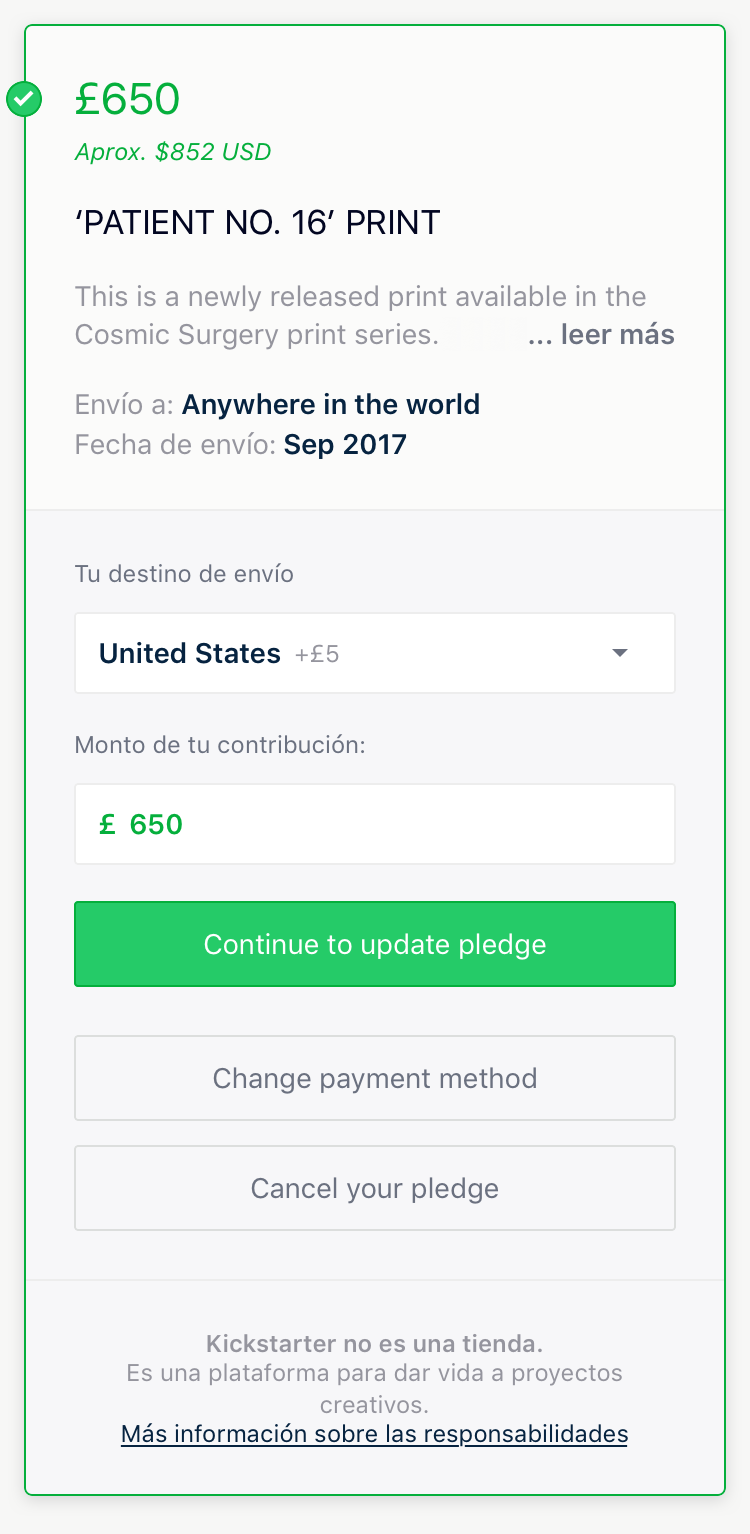 £650
Aprox. $852 USD
‘PATIENT NO. 16’ PRINT
This is a newly released print available in the
Cosmic Surgery print series. ... leer más
Envío a: Anywhere in the world
Fecha de envío: Sep 2017
Tu destino de envío
United States +£5
Monto de tu contribución:
£ 650
Continue to update pledge
Change payment method
Cancel your pledge
Kickstarter no es una tienda.
Es una plataforma para dar vida a proyectos
creativos.
Más información sobre las responsabilidades